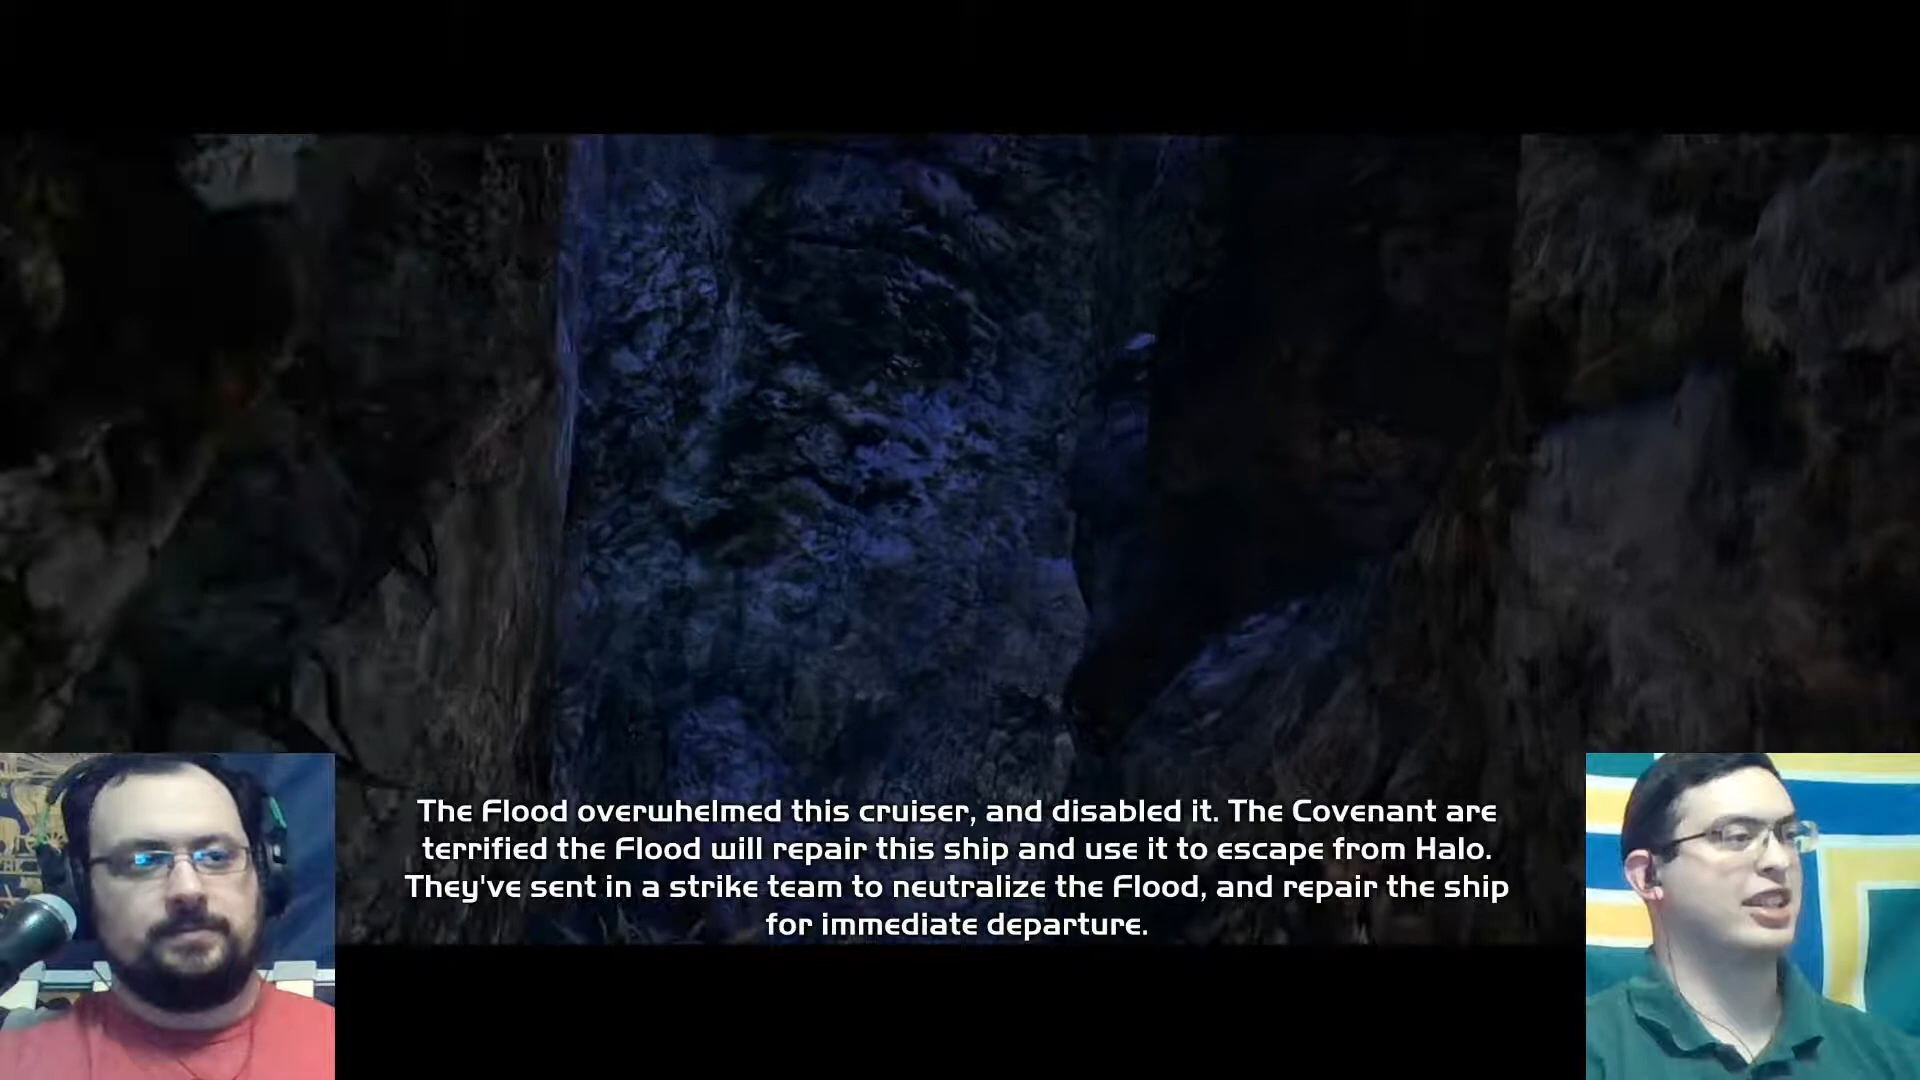 The Flood overwhelmed this cruiser, and disabled it. The Covenant are
terrified the Flood will repair this ship and use it to escape from Halo.
They've sent in a strike team to neutralize the Flood, and repair the ship
for immediate departure.